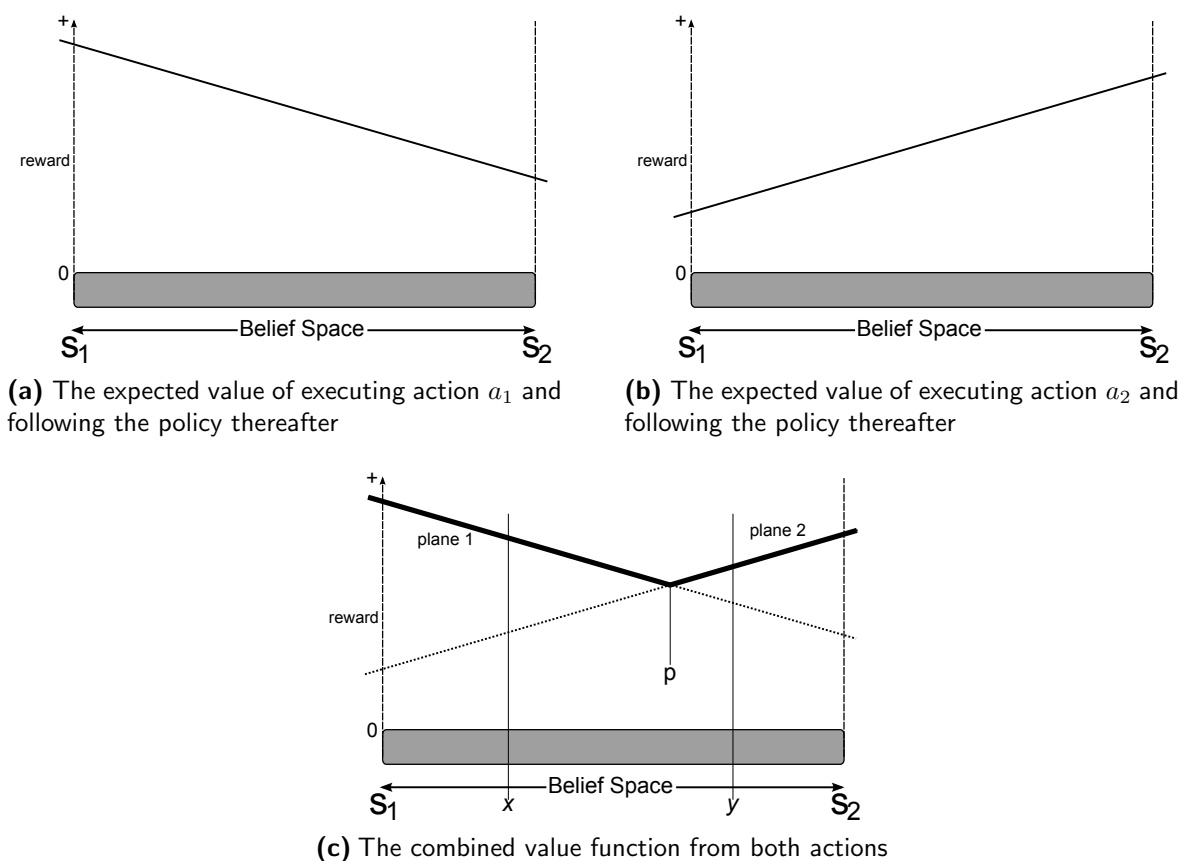 +
reward
0
Belief Space
S1
S2
(a) The expected value of executing action a1 and
following the policy thereafter
+
reward
0
Belief Space
S1
S2
(b) The expected value of executing action a2 and
following the policy thereafter
+
plane 1
plane 2
reward
p
0
Belief Space
S1
x
y
S2
(c) The combined value function from both actions